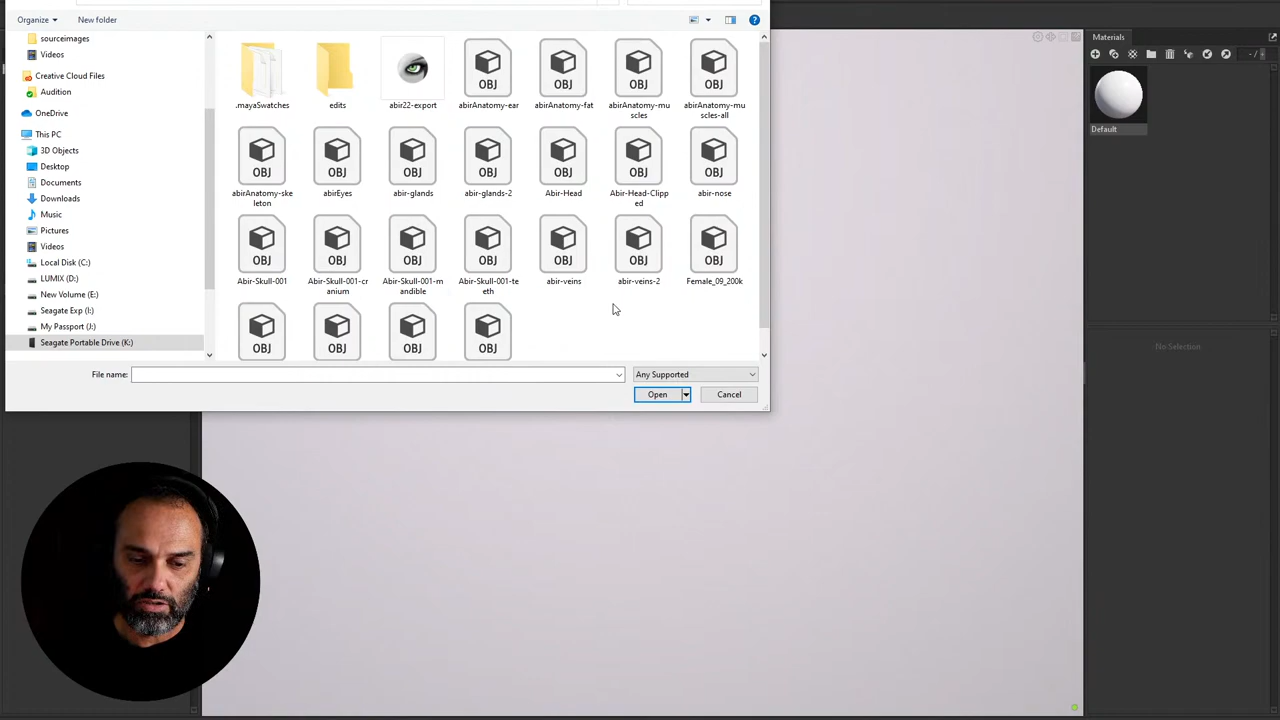 Organize
New folder
sourceimages
Videos
Creative Cloud Files
Audition
OneDrive
This PC
3D Objects
Desktop
Documents
Downloads
Music
Pictures
Videos
Local Disk (C:)
LUMIX (D:)
New Volume (E:)
Seagate Exp (I:)
My Passport (J:)
Seagate Portable Drive (K:)
OBJ OBJ OBJ OBJ
.mayaSwatches
edits
abir22-export
abirAnatomy-ear
abirAnatomy-fat
abirAnatomy-mu
scles
abirAnatomy-mu
scles-all
OBJ OBJ OBJ OBJ OBJ OBJ OBJ
abirAnatomy-ske
leton
abirEyes
abir-glands
abir-glands-2
Abir-Head
Abir-Head-Clipp
ed
abir-nose
OBJ OBJ OBJ OBJ OBJ OBJ OBJ
Abir-Skull-001
Abir-Skull-001-cr
anium
Abir-Skull-001-m
andible
Abir-Skull-001-te
eth
abir-veins
abir-veins-2
Female_09_200k
OBJ OBJ OBJ OBJ
File name:
Any Supported
Open
Cancel
Materials
- /
Default
No Selection